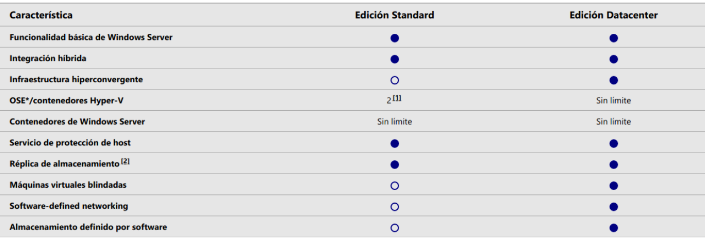 Característica Edición Standard Edición Datacenter
Funcionalidad básica de Windows Server
Integración híbrida
Infraestructura hiperconvergente
OSE*/contenedores Hyper-V 2[1] Sin limite
Contenedores de Windows Server Sin limite Sin limite
Servicio de protección de host
Réplica de almacenamiento[2]
Máquinas virtuales blindadas
Software-defined networking
Almacenamiento definido por software